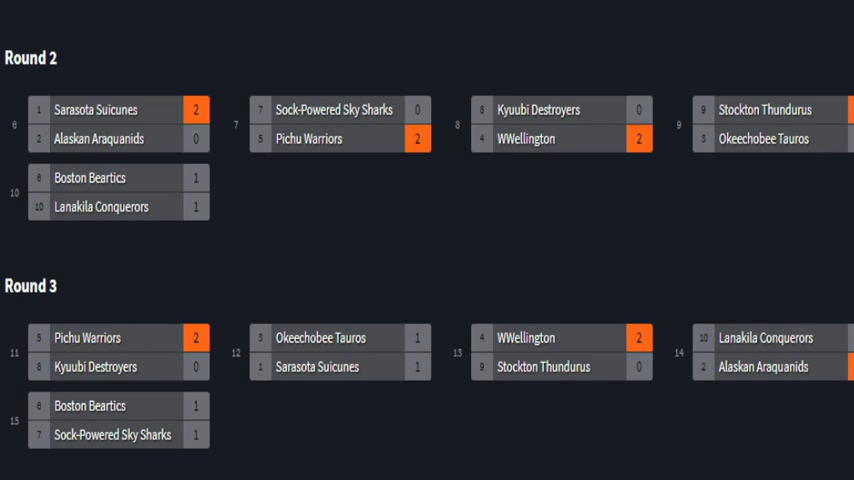 Round 2
6
1 Sarasota Suicunes 2
2 Alaskan Araquanids 0
7
7 Sock-Powered Sky Sharks 0
5 Pichu Warriors 2
8
8 Kyuubi Destroyers 0
4 WWellington 2
9
9 Stockton Thundurus
3 Okeechobee Tauros
10
6 Boston Beartics 1
10 Lanakila Conquerors 1
Round 3
11
5 Pichu Warriors 2
8 Kyuubi Destroyers 0
12
3 Okeechobee Tauros 1
1 Sarasota Suicunes 1
13
4 WWellington 2
9 Stockton Thundurus 0
14
10 Lanakila Conquerors
2 Alaskan Araquanids
15
6 Boston Beartics 1
7 Sock-Powered Sky Sharks 1